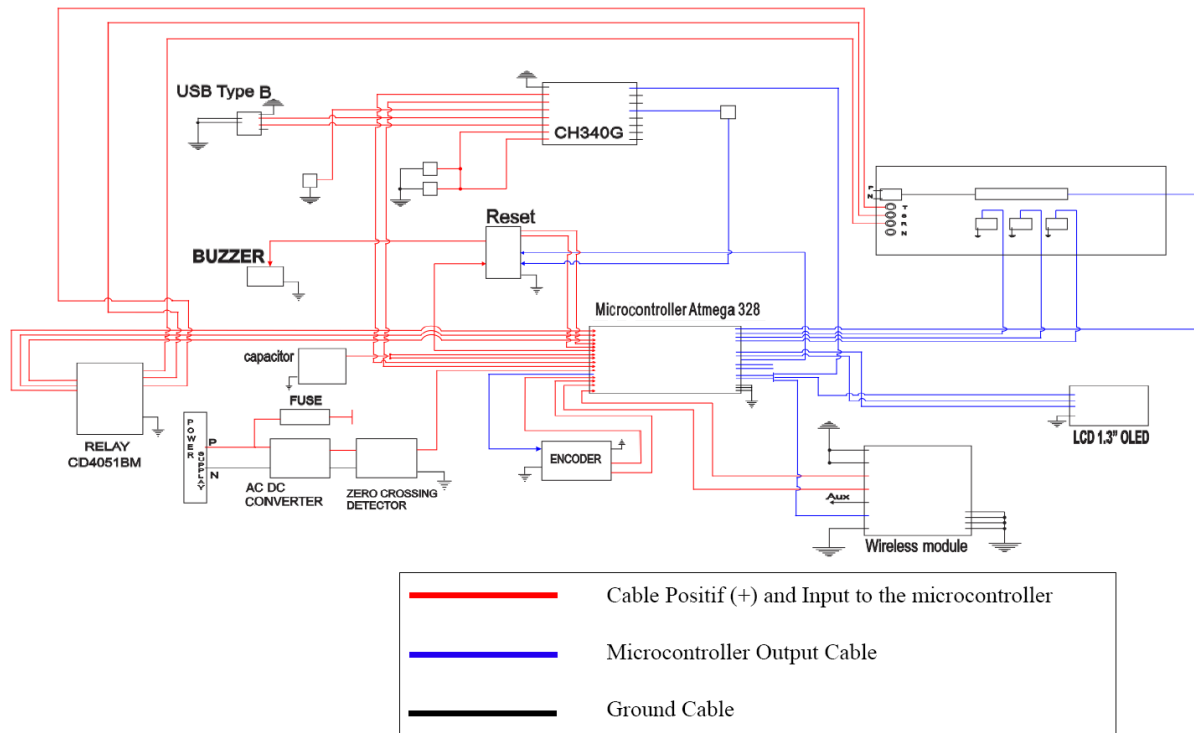 USB Type B
CH340G
Reset
BUZZER
P
N
T
S
R
N
Microcontroller Atmega 328
capacitor
FUSE
RELAY
CD4051BM
POWER
SUPPLAY
P
N
AC DC
CONVERTER
ZERO CROSSING
DETECTOR
ENCODER
LCD 1.3” OLED
Aux
Wireless module
Cable Positif (+) and Input to the microcontroller
Microcontroller Output Cable
Ground Cable